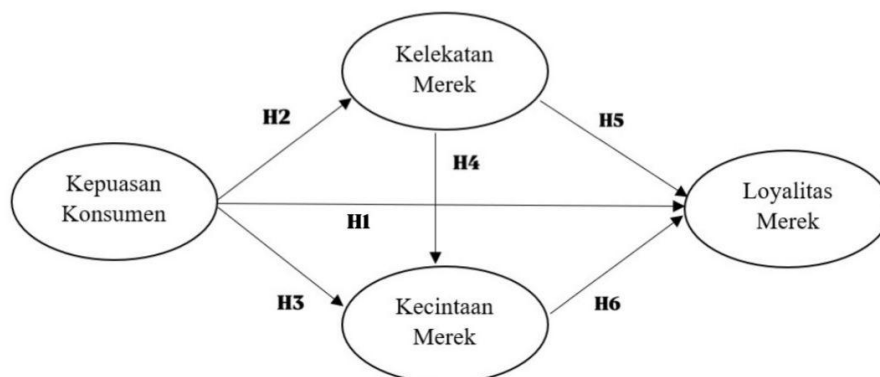 Kelekatan
Merek
H2
H5
H4
Kepuasan
Konsumen
Loyalitas
Merek
H1
H3
Kecintaan
Merek
H6